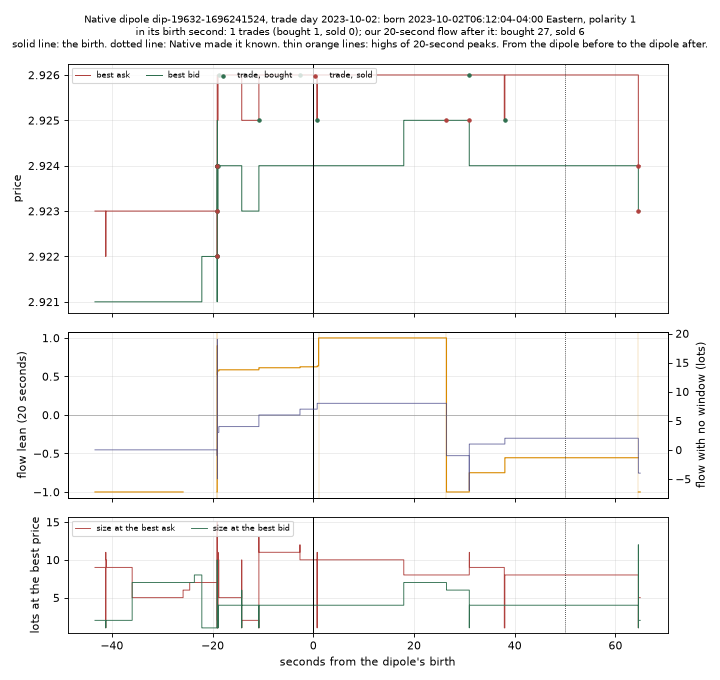 Native dipole dip-19632-1696241524, trade day 2023-10-02: born 2023-10-02T06:12:04-04:00 Eastern, polarity 1
in its birth second: 1 trades (bought 1, sold 0); our 20-second flow after it: bought 27, sold 6
solid line: the birth. dotted line: Native made it known. thin orange lines: highs of 20-second peaks. From the dipole before to the dipole after.
best ask best bid trade, bought trade, sold
2.926
2.925
2.924
2.923
2.922
2.921
price
1.0
0.5
0.0
−0.5
−1.0
flow lean (20 seconds)
20
15
10
5
0
−5
flow with no window (lots)
size at the best ask size at the best bid
15
10
5
lots at the best price
−40 −20 0 20 40 60
seconds from the dipole's birth